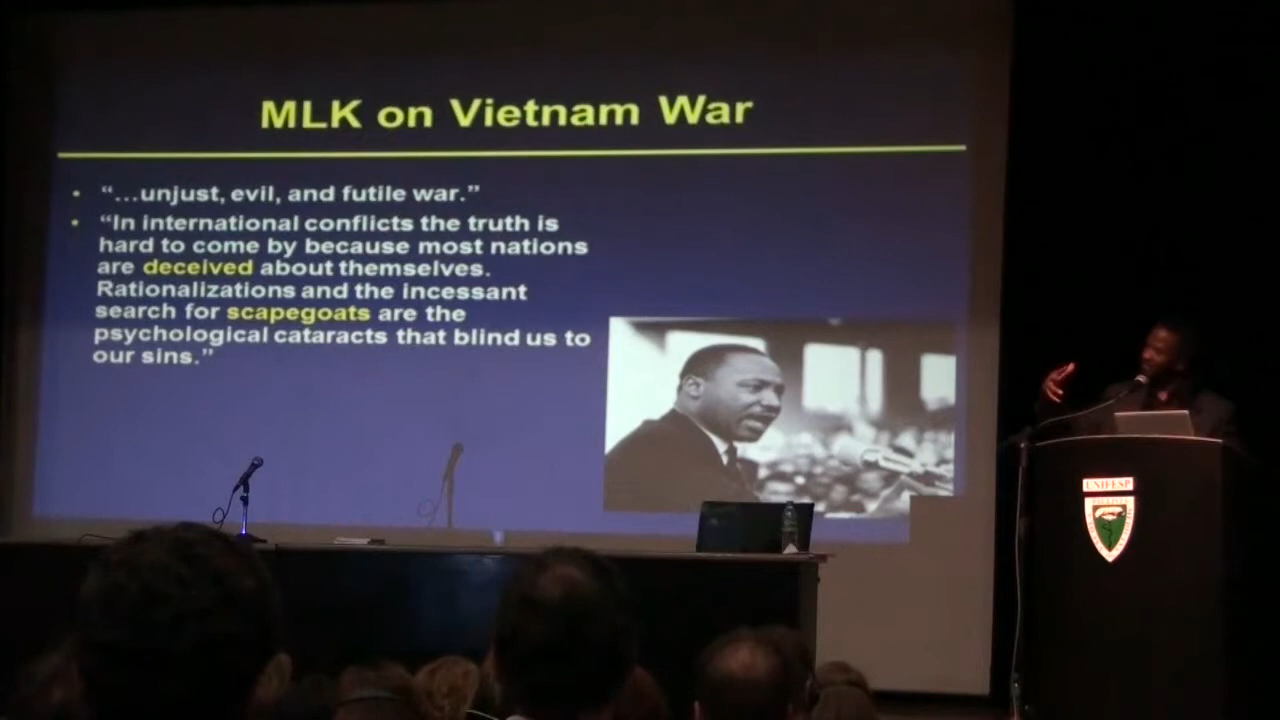 MLK on Vietnam War
• “...unjust, evil, and futile war.”
• “In international conflicts the truth is
hard to come by because most nations
are deceived about themselves.
Rationalizations and the incessant
search for scapegoats are the
psychological cataracts that blind us to
our sins.”
UNIFESP